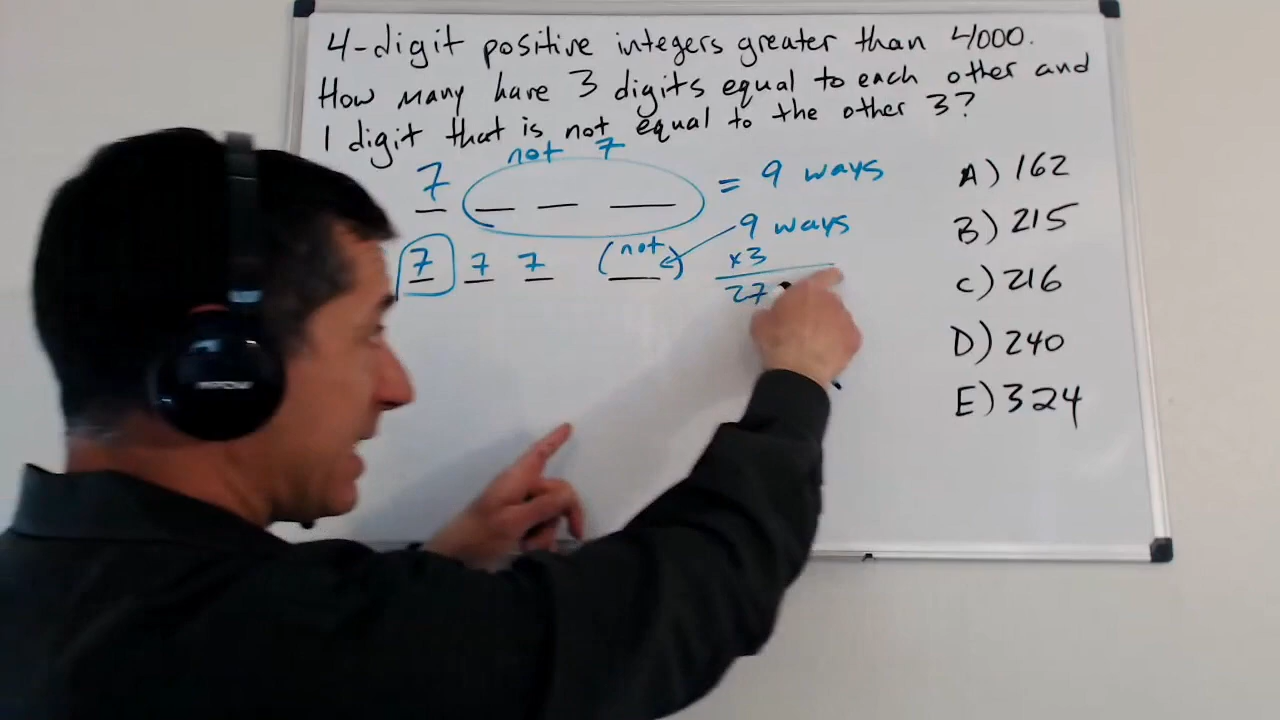 4-digit positive integers greater than 4000.
How many have 3 digits equal to each other and
1 digit that is not equal to the other 3?
not 7
7 = 9 ways
9 ways
7 7 7 (not)
x3
27
A) 162
B) 215
C) 216
D) 240
E) 324
MPOW